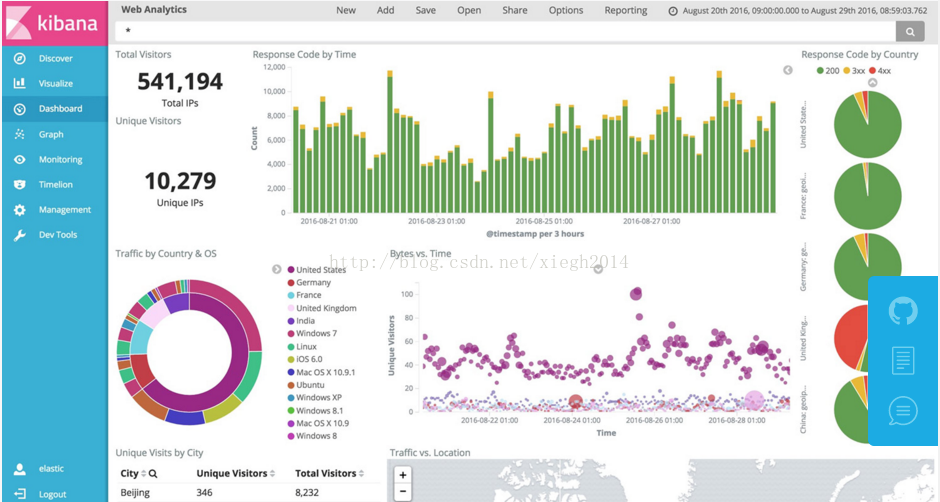 kibana
Discover
Visualize
Dashboard
Graph
Monitoring
Timelion
Management
Dev Tools
elastic
Logout
Web Analytics
New Add Save Open Share Options Reporting August 20th 2016, 09:00:00.000 to August 29th 2016, 08:59:03.762
*
Total Visitors
541,194
Total IPs
Unique Visitors
10,279
Unique IPs
Response Code by Time
12,000
10,000
8,000
6,000
4,000
2,000
0
Count
2016-08-21 01:00 2016-08-23 01:00 2016-08-25 01:00 2016-08-27 01:00
@timestamp per 3 hours
Response Code by Country
200 3xx 4xx
United State...
France: geoi...
Germany: ge...
United King...
China: geoip...
Traffic by Country & OS
United States
Germany
France
United Kingdom
India
Windows 7
Linux
iOS 6.0
Mac OS X 10.9.1
Ubuntu
Windows XP
Windows 8.1
Mac OS X 10.9
Windows 8
Bytes vs. Time
http://blog.csdn.net/xiegh2014
100
80
60
40
20
0
Unique Visitors
2016-08-22 01:00 2016-08-24 01:00 2016-08-26 01:00 2016-08-28 01:00
Time
Unique Visits by City
City Unique Visitors Total Visitors
Beijing 346 8,232
Traffic vs. Location
+
−